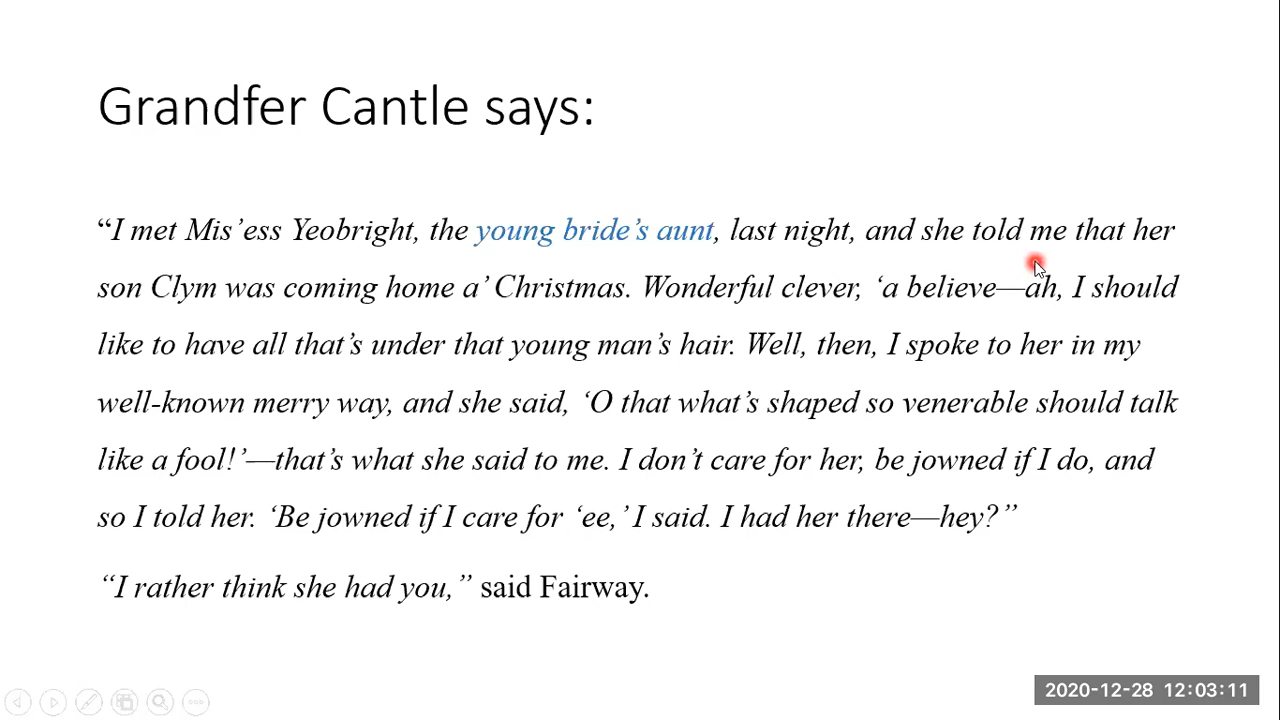 Grandfer Cantle says:
“I met Mis’ess Yeobright, the young bride’s aunt, last night, and she told me that her
son Clym was coming home a’ Christmas. Wonderful clever, ‘a believe—ah, I should
like to have all that’s under that young man’s hair. Well, then, I spoke to her in my
well-known merry way, and she said, ‘O that what’s shaped so venerable should talk
like a fool!’—that’s what she said to me. I don’t care for her, be jowned if I do, and
so I told her. ‘Be jowned if I care for ‘ee,’ I said. I had her there—hey?”
“I rather think she had you,” said Fairway.
2020-12-28 12:03:11